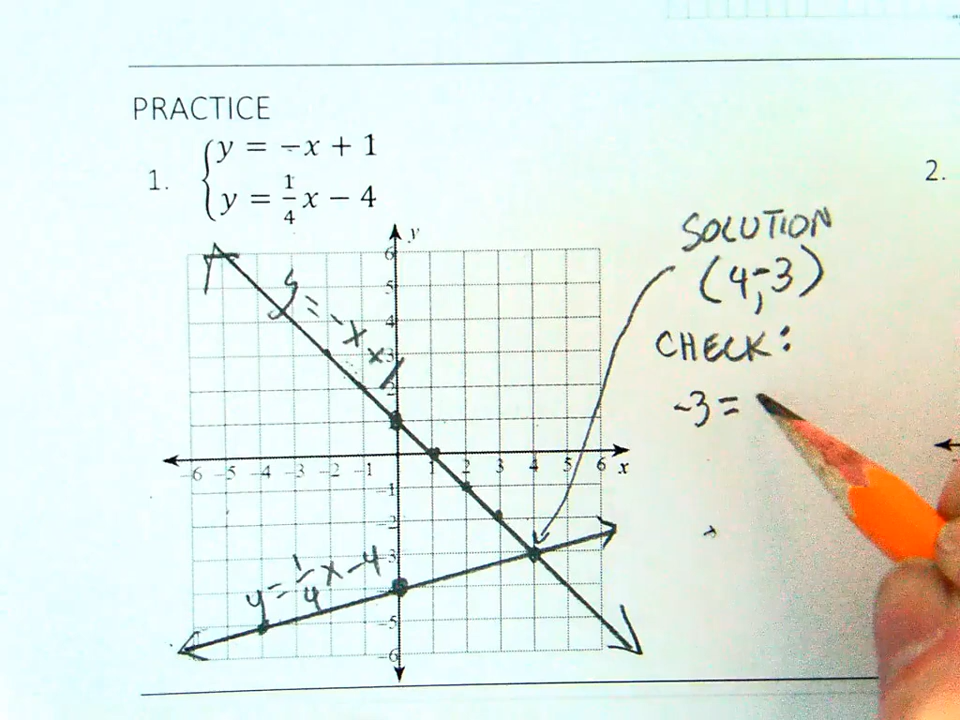 PRACTICE
1. y = −x + 1
y = 1/4 x − 4
2.
SOLUTION
(4,-3)
CHECK:
-3 =
y
6
5
4
3
2
y = -x x 1
−6 −5 −4 −3 −2 −1 1 2 3 4 5 6 x
−1
−2
−3
−5
−6
y = 1/4 x -4